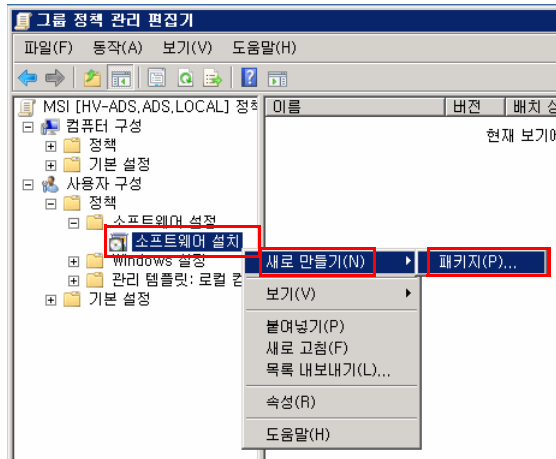 그룹 정책 관리 편집기
파일(F) 동작(A) 보기(V) 도움말(H)
MSI [HV-ADS,ADS,LOCAL] 정책
컴퓨터 구성
정책
기본 설정
사용자 구성
정책
소프트웨어 설정
소프트웨어 설치
Windows 설정
관리 템플릿: 로컬 컴
기본 설정
이름 버전 배치 상
현재 보기에
새로 만들기(N)
패키지(P)...
보기(V)
붙여넣기(P)
새로 고침(F)
목록 내보내기(L)...
속성(R)
도움말(H)